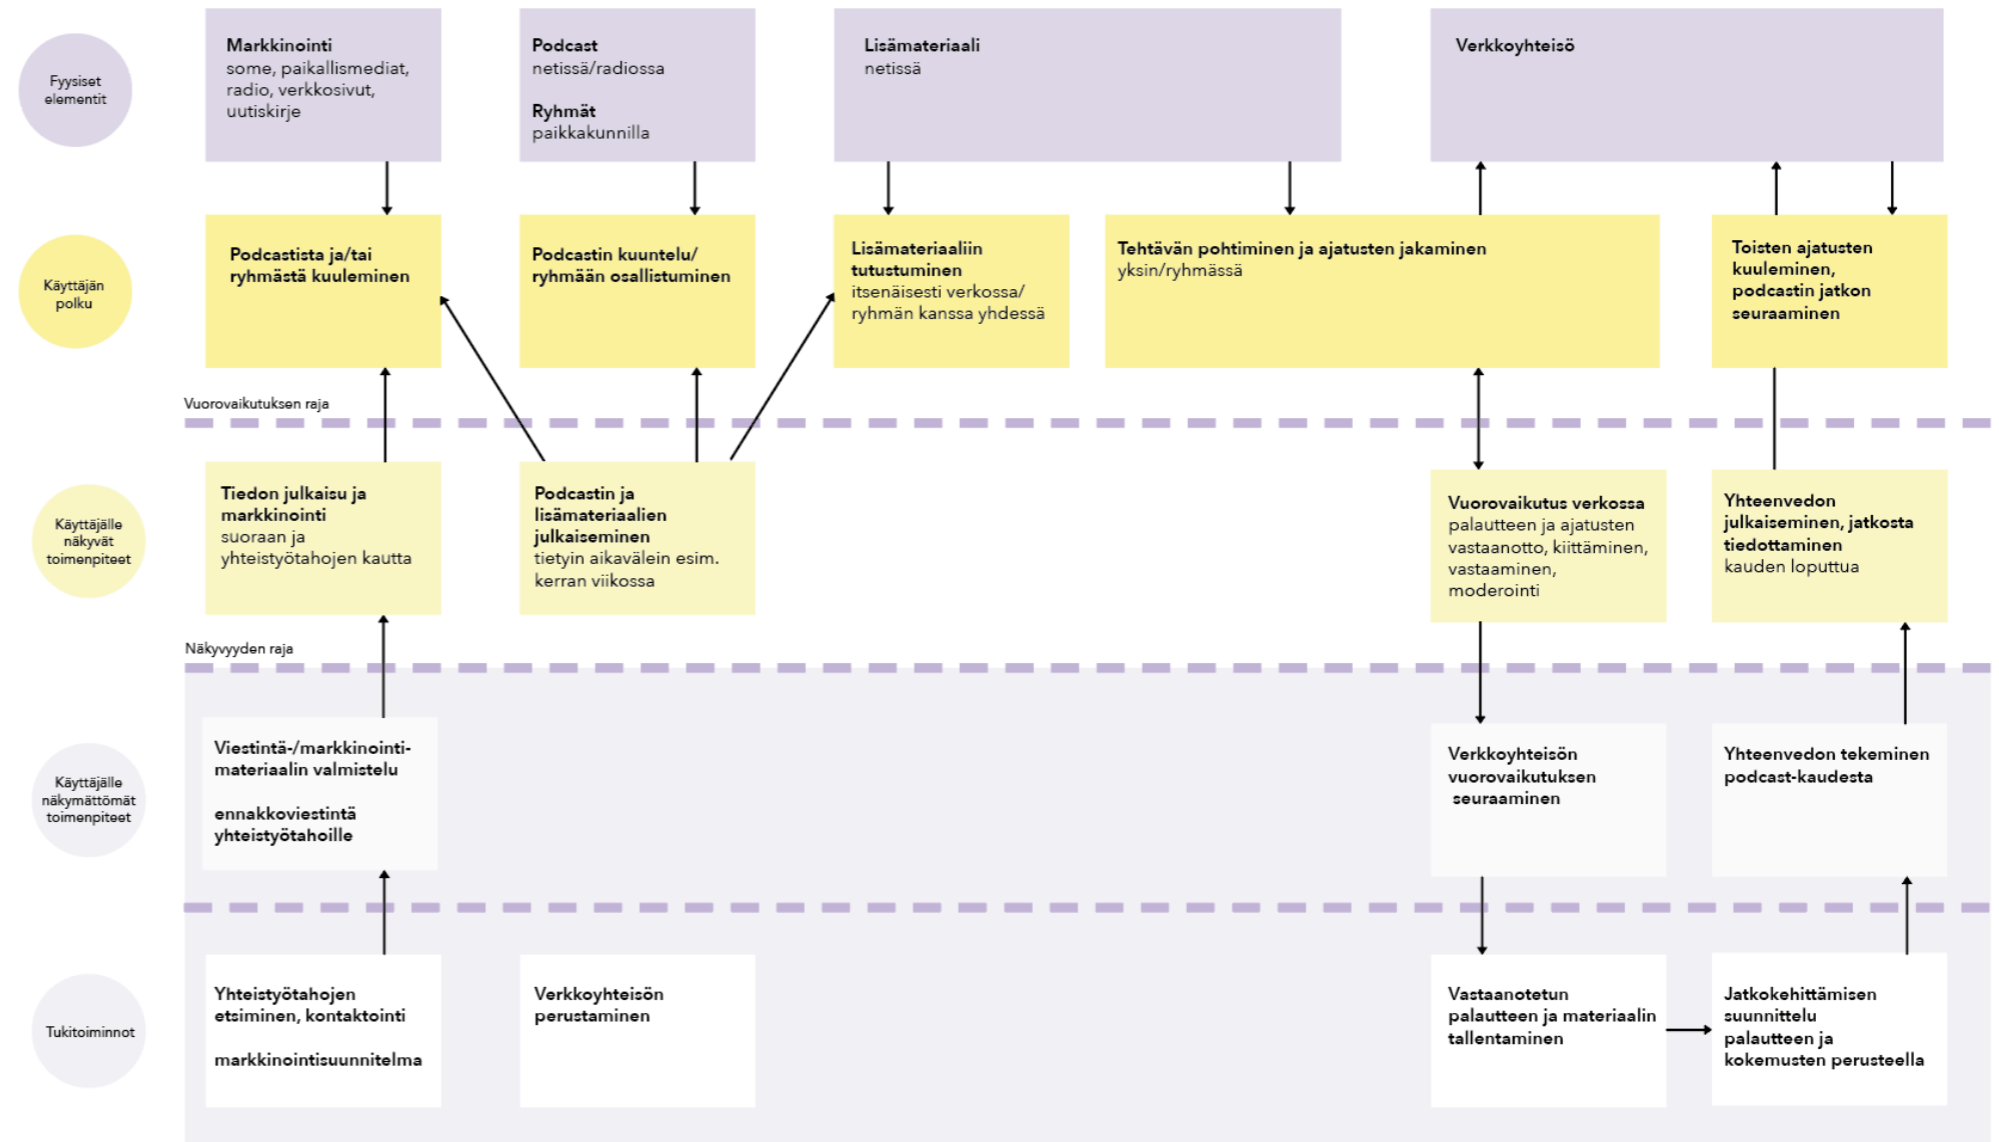 Fyysiset
elementit
Markkinointi
some, paikallismediat,
radio, verkkosivut,
uutiskirje
Podcast
netissä/radiossa
Ryhmät
paikkakunnilla
Lisämateriaali
netissä
Verkkoyhteisö
Käyttäjän
polku
Podcastista ja/tai
ryhmästä kuuleminen
Podcastin kuuntelu/
ryhmään osallistuminen
Lisämateriaaliin
tutustuminen
itsenäisesti verkossa/
ryhmän kanssa yhdessä
Tehtävän pohtiminen ja ajatusten jakaminen
yksin/ryhmässä
Toisten ajatusten
kuuleminen,
podcastin jatkon
seuraaminen
Vuorovaikutuksen raja
Käyttäjälle
näkyvät
toimenpiteet
Tiedon julkaisu ja
markkinointi
suoraan ja
yhteistyötahojen kautta
Podcastin ja
lisämateriaalien
julkaiseminen
tietyin aikavälein esim.
kerran viikossa
Vuorovaikutus verkossa
palautteen ja ajatusten
vastaanotto, kiittäminen,
vastaaminen,
moderointi
Yhteenvedon
julkaiseminen, jatkosta
tiedottaminen
kauden loputtua
Näkyvyyden raja
Käyttäjälle
näkymättömät
toimenpiteet
Viestintä-/markkinointi-
materiaalin valmistelu
ennakkoviestintä
yhteistyötahoille
Verkkoyhteisön
vuorovaikutuksen
seuraaminen
Yhteenvedon tekeminen
podcast-kaudesta
Tukitoiminnot
Yhteistyötahojen
etsiminen, kontaktointi
markkinointisuunnitelma
Verkkoyhteisön
perustaminen
Vastaanotetun
palautteen ja materiaalin
tallentaminen
Jatkokehittämisen
suunnittelu
palautteen ja
kokemusten perusteella